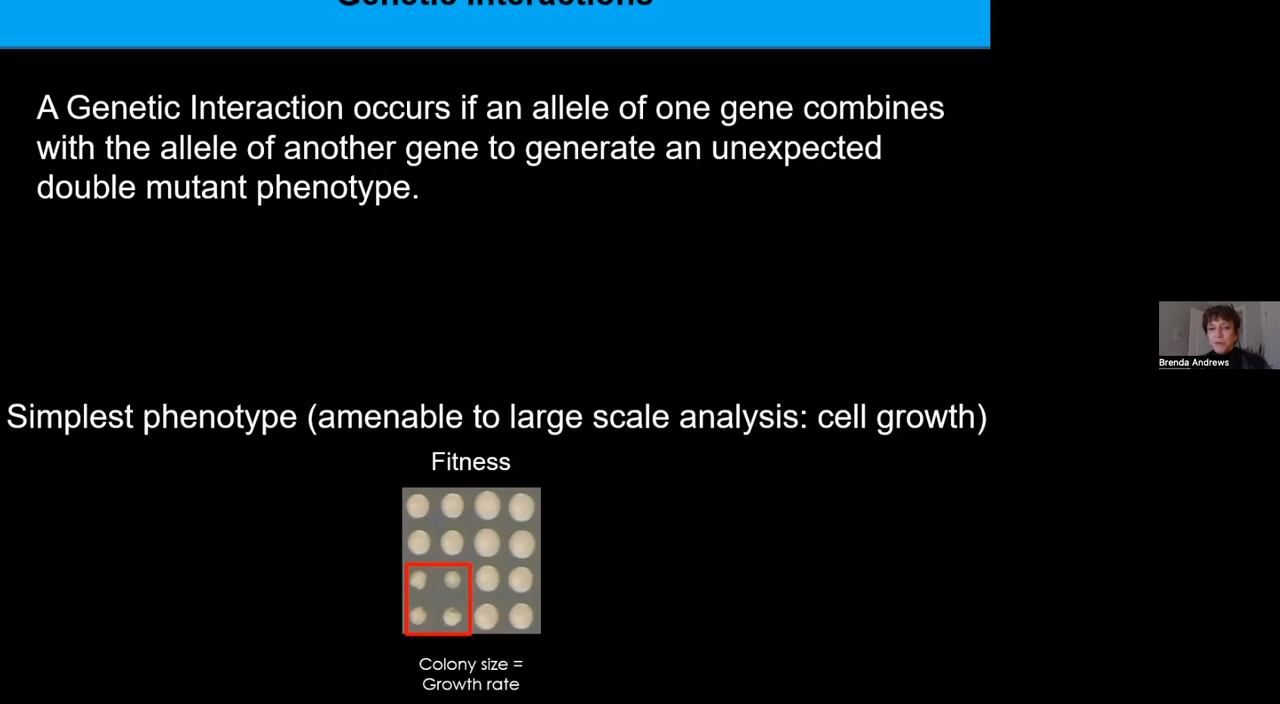 Genetic Interactions
A Genetic Interaction occurs if an allele of one gene combines
with the allele of another gene to generate an unexpected
double mutant phenotype.
Brenda Andrews
Simplest phenotype (amenable to large scale analysis: cell growth)
Fitness
Colony size =
Growth rate